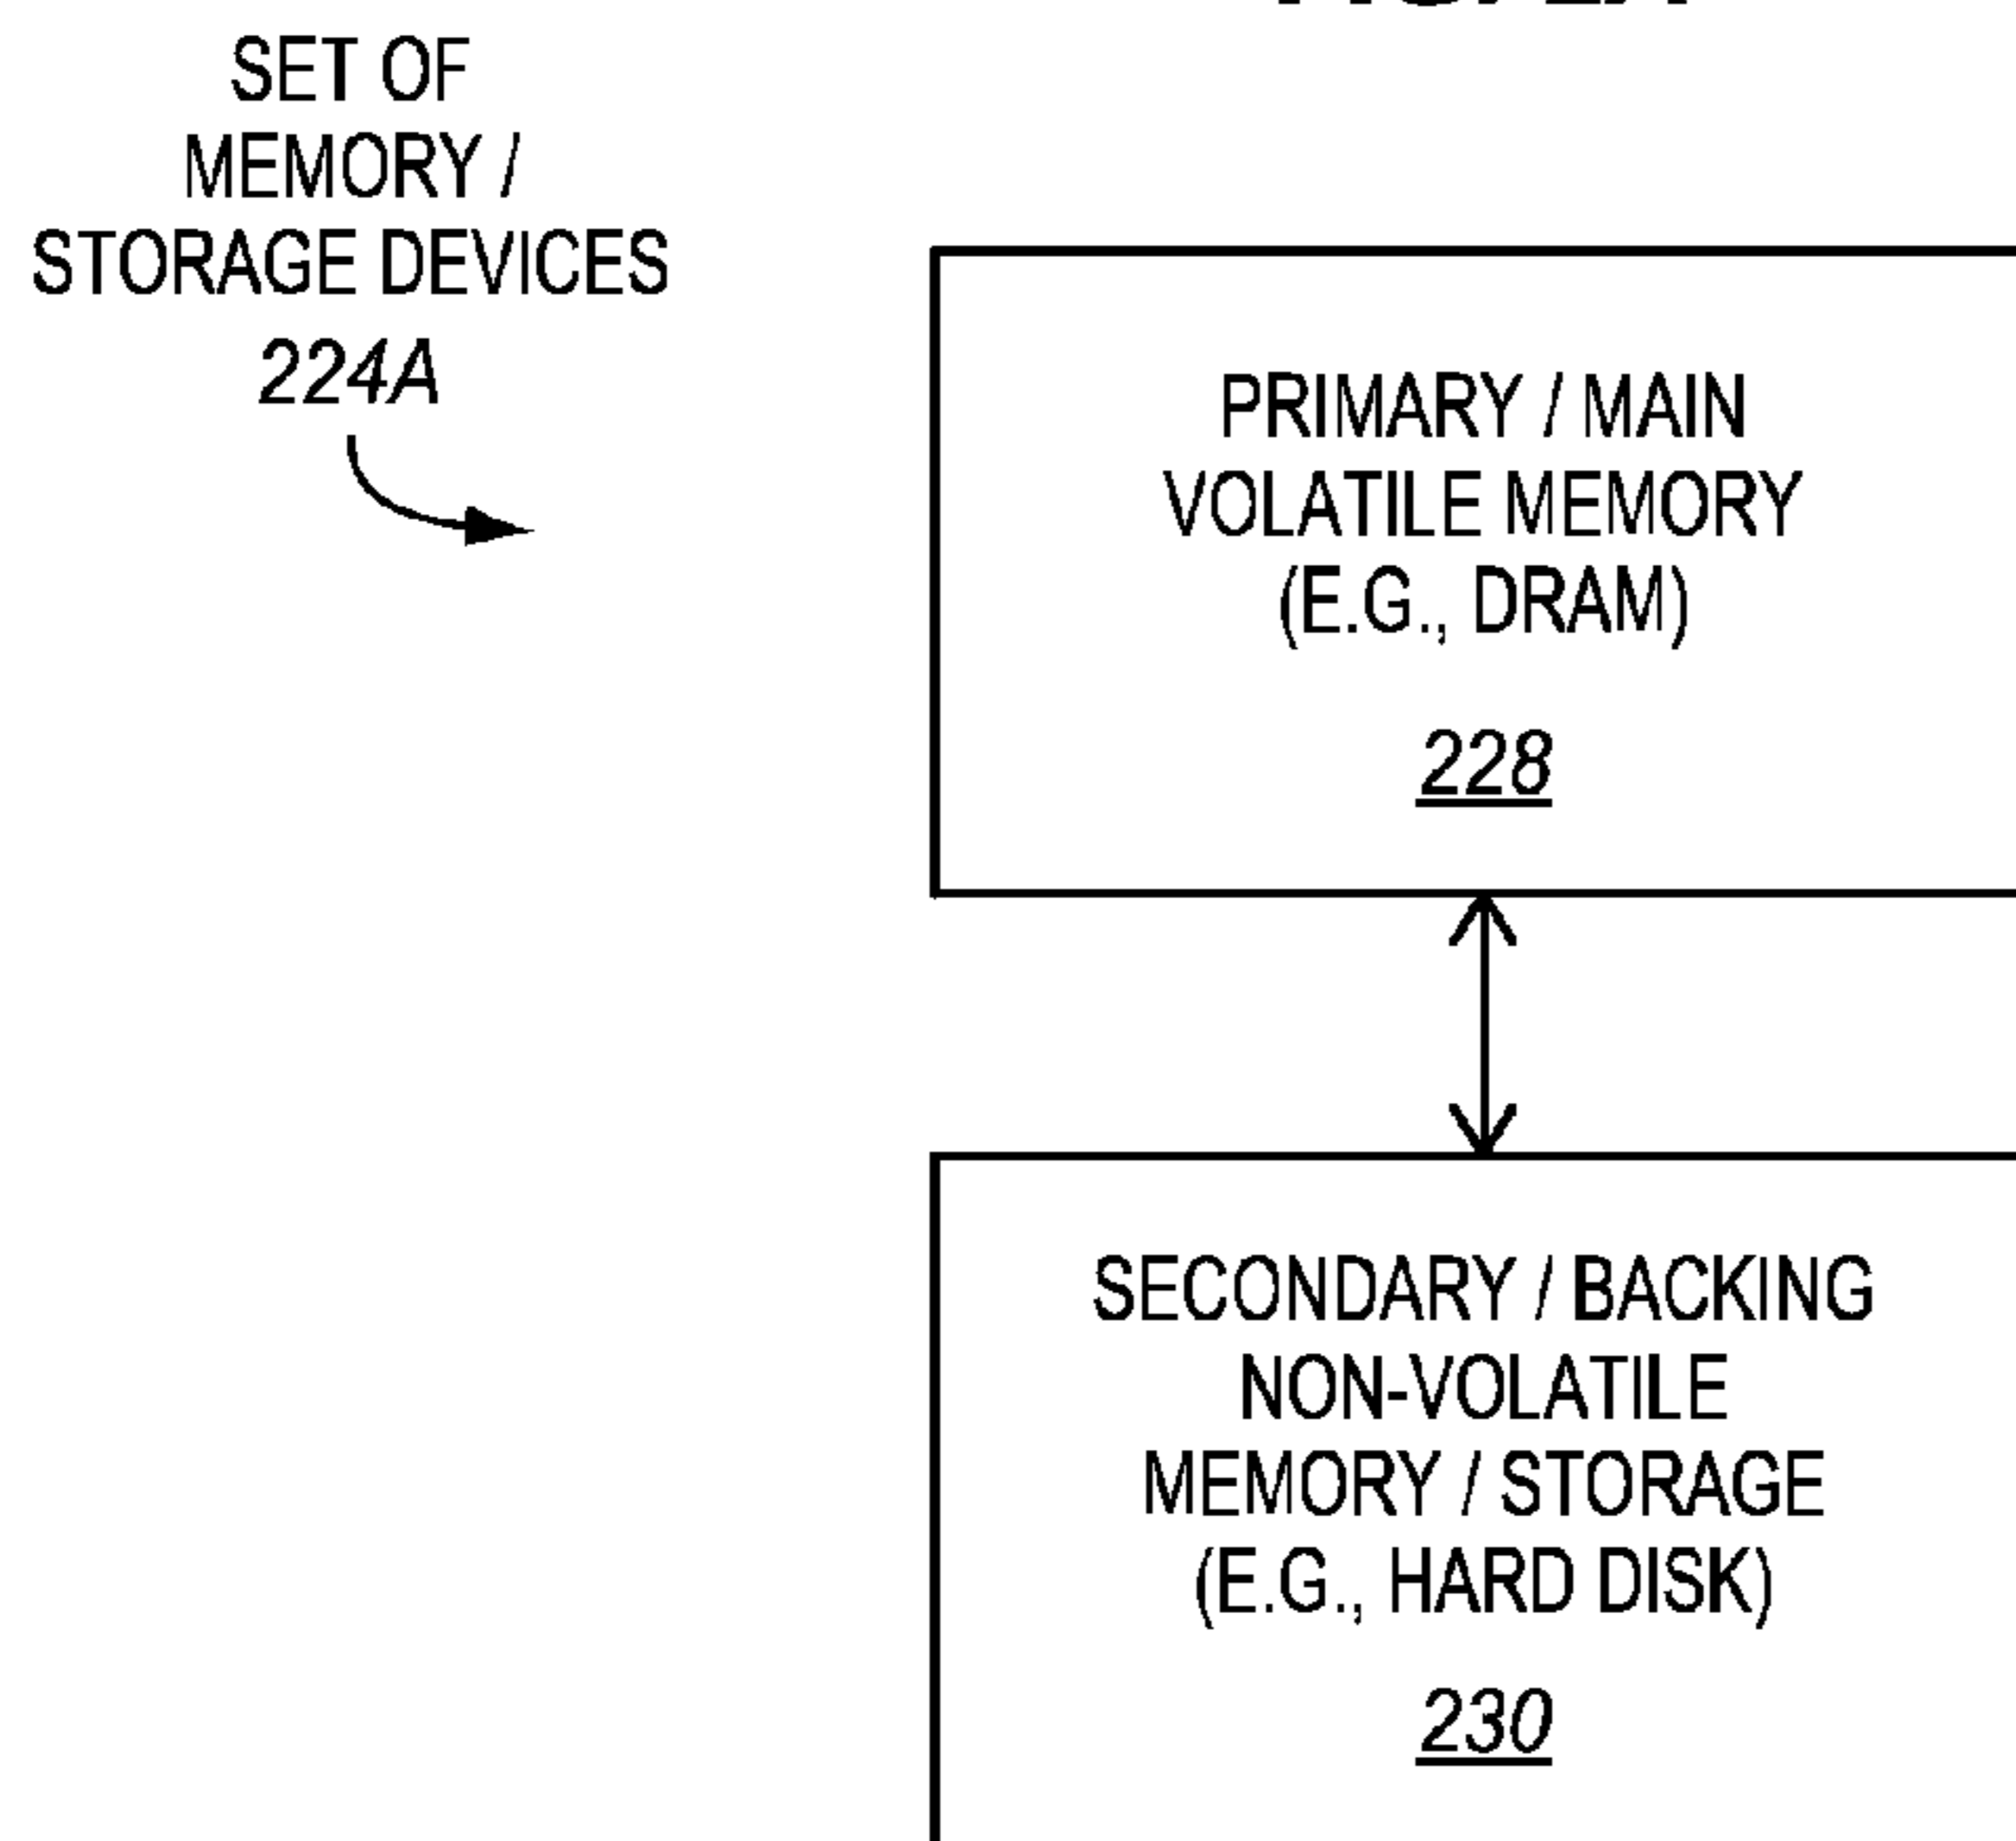 SET OF
MEMORY /
STORAGE DEVICES
224A
PRIMARY / MAIN
VOLATILE MEMORY
(E.G., DRAM)
228
SECONDARY / BACKING
NON-VOLATILE
MEMORY / STORAGE
(E.G., HARD DISK)
230